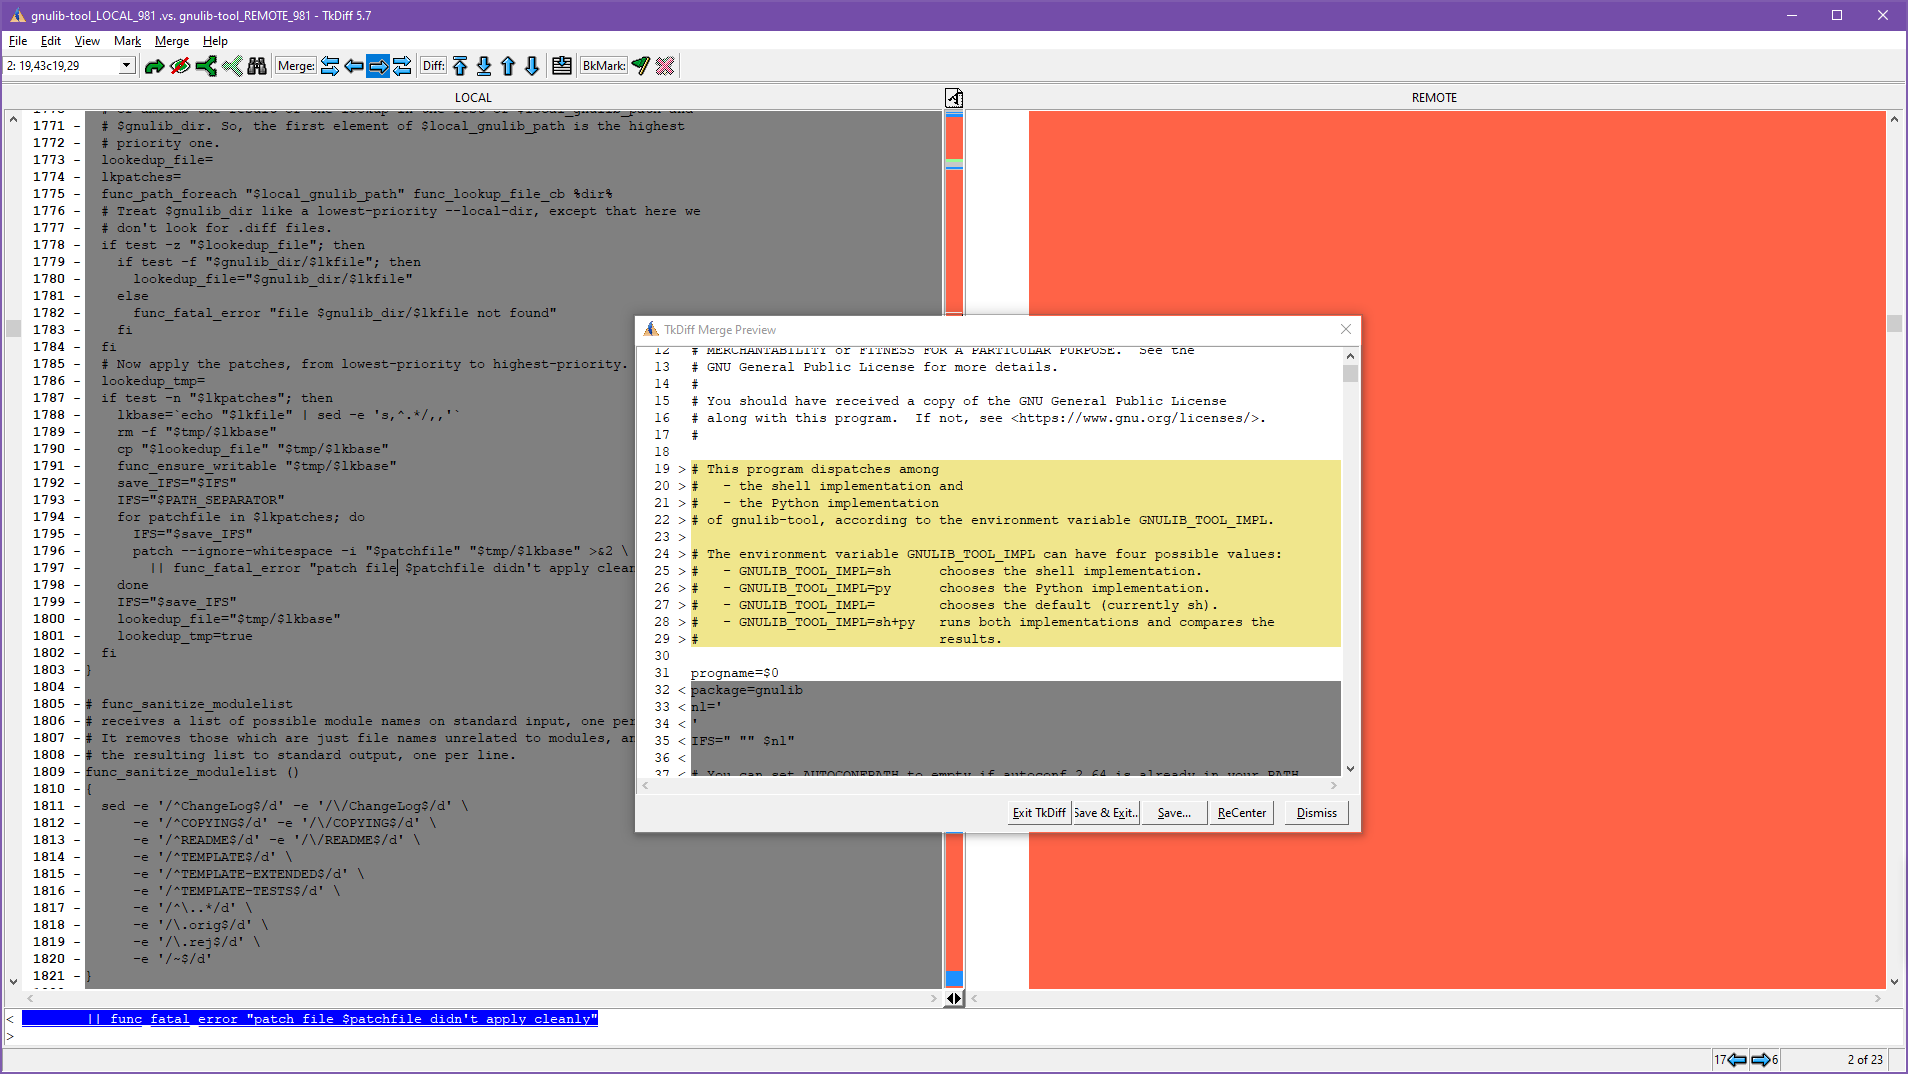 gnulib-tool_LOCAL_981 .vs. gnulib-tool_REMOTE_981 - TkDiff 5.7
File Edit View Mark Merge Help
2: 19,43c19,29 Merge: Diff: BkMark:
LOCAL
REMOTE
1771 - # $gnulib_dir. So, the first element of $local_gnulib_path is the highest
1772 - # priority one.
1773 - lookedup_file=
1774 - lkpatches=
1775 - func_path_foreach "$local_gnulib_path" func_lookup_file_cb %dir%
1776 - # Treat $gnulib_dir like a lowest-priority --local-dir, except that here we
1777 - # don't look for .diff files.
1778 - if test -z "$lookedup_file"; then
1779 - if test -f "$gnulib_dir/$lkfile"; then
1780 - lookedup_file="$gnulib_dir/$lkfile"
1781 - else
1782 - func_fatal_error "file $gnulib_dir/$lkfile not found"
1783 - fi
1784 - fi
1785 - # Now apply the patches, from lowest-priority to highest-priority.
1786 - lookedup_tmp=
1787 - if test -n "$lkpatches"; then
1788 - lkbase=`echo "$lkfile" | sed -e 's,^.*/,,'`
1789 - rm -f "$tmp/$lkbase"
1790 - cp "$lookedup_file" "$tmp/$lkbase"
1791 - func_ensure_writable "$tmp/$lkbase"
1792 - save_IFS="$IFS"
1793 - IFS="$PATH_SEPARATOR"
1794 - for patchfile in $lkpatches; do
1795 - IFS="$save_IFS"
1796 - patch --ignore-whitespace -i "$patchfile" "$tmp/$lkbase" >&2 \
1797 - || func_fatal_error "patch file $patchfile didn't apply clean
1798 - done
1799 - IFS="$save_IFS"
1800 - lookedup_file="$tmp/$lkbase"
1801 - lookedup_tmp=true
1802 - fi
1803 - }
1804 -
1805 - # func_sanitize_modulelist
1806 - # receives a list of possible module names on standard input, one per
1807 - # It removes those which are just file names unrelated to modules, an
1808 - # the resulting list to standard output, one per line.
1809 - func_sanitize_modulelist ()
1810 - {
1811 - sed -e '/^ChangeLog$/d' -e '/\/ChangeLog$/d' \
1812 - -e '/^COPYING$/d' -e '/\/COPYING$/d' \
1813 - -e '/^README$/d' -e '/\/README$/d' \
1814 - -e '/^TEMPLATE$/d' \
1815 - -e '/^TEMPLATE-EXTENDED$/d' \
1816 - -e '/^TEMPLATE-TESTS$/d' \
1817 - -e '/^\..*/d' \
1818 - -e '/\.orig$/d' \
1819 - -e '/\.rej$/d' \
1820 - -e '/~$/d'
1821 - }
TkDiff Merge Preview
12 # MERCHANTABILITY or FITNESS FOR A PARTICULAR PURPOSE. See the
13 # GNU General Public License for more details.
14 #
15 # You should have received a copy of the GNU General Public License
16 # along with this program. If not, see <https://www.gnu.org/licenses/>.
17 #
18
19 > # This program dispatches among
20 > # - the shell implementation and
21 > # - the Python implementation
22 > # of gnulib-tool, according to the environment variable GNULIB_TOOL_IMPL.
23 >
24 > # The environment variable GNULIB_TOOL_IMPL can have four possible values:
25 > # - GNULIB_TOOL_IMPL=sh chooses the shell implementation.
26 > # - GNULIB_TOOL_IMPL=py chooses the Python implementation.
27 > # - GNULIB_TOOL_IMPL= chooses the default (currently sh).
28 > # - GNULIB_TOOL_IMPL=sh+py runs both implementations and compares the
29 > # results.
30
31 progname=$0
32 < package=gnulib
33 < nl='
34 < '
35 < IFS=" "" $nl"
36 <
37 < # You can set AUTOCONFPATH to empty if autoconf 2.64 is already in your PATH.
Exit TkDiff Save & Exit.. Save... ReCenter Dismiss
< || func_fatal_error "patch file $patchfile didn't apply cleanly"
>
17 6 2 of 23